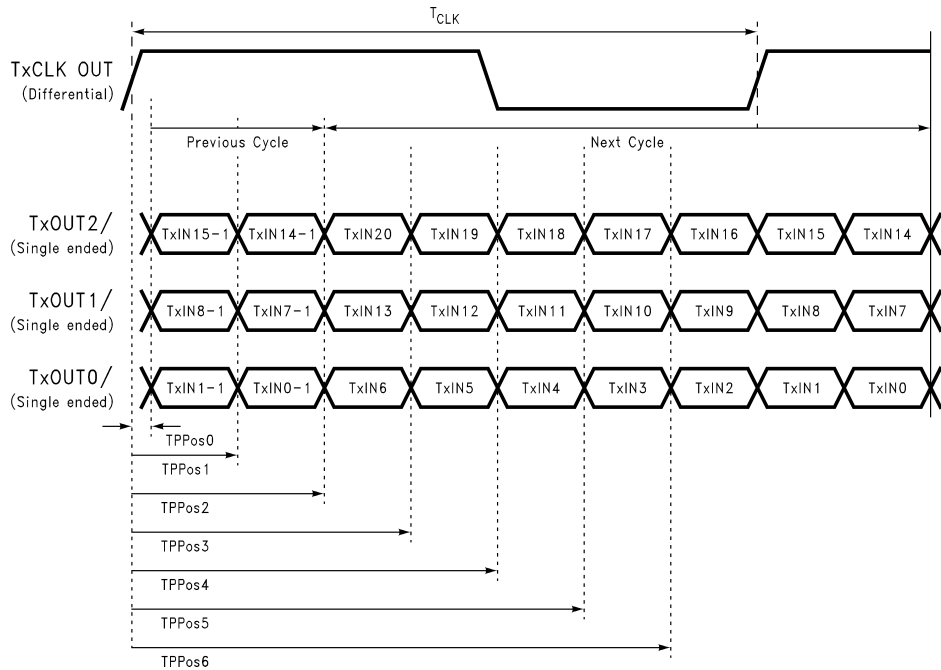 TCLK
TxCLK OUT
(Differential)
Previous Cycle
Next Cycle
TxOUT2/
(Single ended)
TxIN15-1 TxIN14-1 TxIN20 TxIN19 TxIN18 TxIN17 TxIN16 TxIN15 TxIN14
TxOUT1/
(Single ended)
TxIN8-1 TxIN7-1 TxIN13 TxIN12 TxIN11 TxIN10 TxIN9 TxIN8 TxIN7
TxOUT0/
(Single ended)
TxIN1-1 TxIN0-1 TxIN6 TxIN5 TxIN4 TxIN3 TxIN2 TxIN1 TxIN0
TPPos0
TPPos1
TPPos2
TPPos3
TPPos4
TPPos5
TPPos6